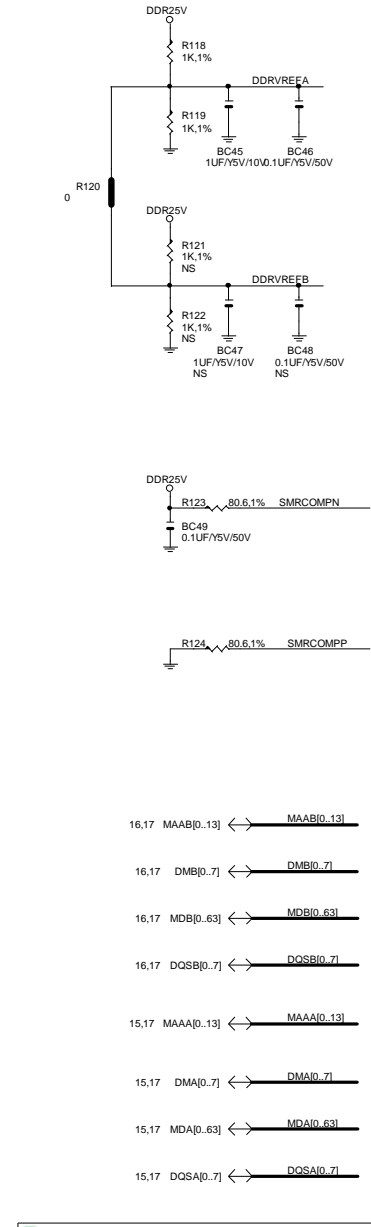 DDR25V
R118
1K,1%
DDRVREFA
R119
1K,1%
BC45
1UF/Y5V/10V
BC46
0.1UF/Y5V/50V
R120
0
DDR25V
R121
1K,1%
NS
DDRVREFB
R122
1K,1%
NS
BC47
1UF/Y5V/10V
NS
BC48
0.1UF/Y5V/50V
NS
DDR25V
R123 80.6,1% SMRCOMPN
BC49
0.1UF/Y5V/50V
R124 80.6,1% SMRCOMPP
16,17 MAAB[0..13] MAAB[0..13]
16,17 DMB[0..7] DMB[0..7]
16,17 MDB[0..63] MDB[0..63]
16,17 DQSB[0..7] DQSB[0..7]
15,17 MAAA[0..13] MAAA[0..13]
15,17 DMA[0..7] DMA[0..7]
15,17 MDA[0..63] MDA[0..63]
15,17 DQSA[0..7] DQSA[0..7]